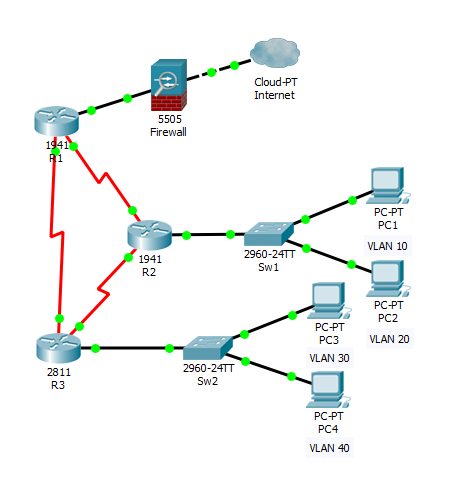 Cloud-PT
Internet
5505
Firewall
1941
R1
PC-PT
PC1
VLAN 10
1941
R2
2960-24TT
Sw1
PC-PT
PC2
VLAN 20
PC-PT
PC3
VLAN 30
2811
R3
2960-24TT
Sw2
PC-PT
PC4
VLAN 40